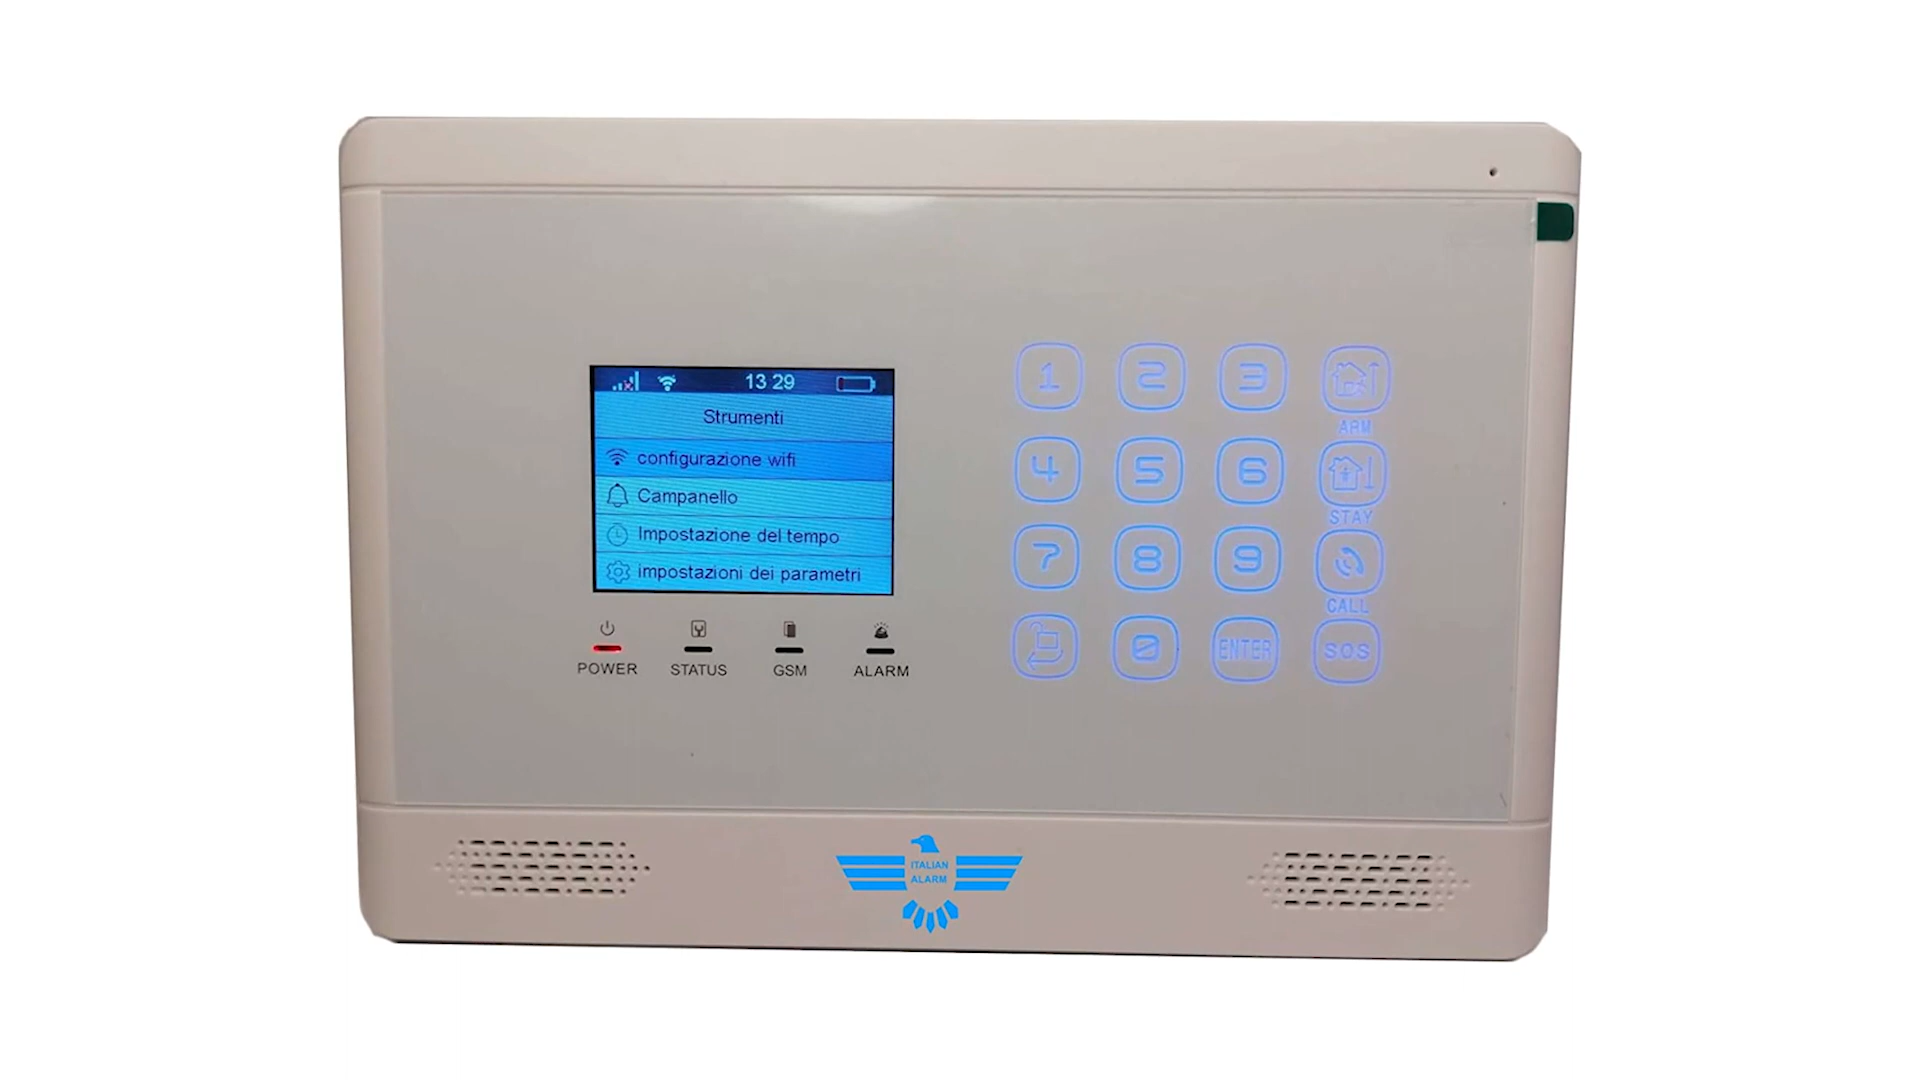 13 29
Strumenti
configurazione wifi
Campanello
Impostazione del tempo
impostazioni dei parametri
POWER STATUS GSM ALARM
1 2 3
ARM
4 5 6
STAY
7 8 9
CALL
0 ENTER SOS
ITALIAN
ALARM